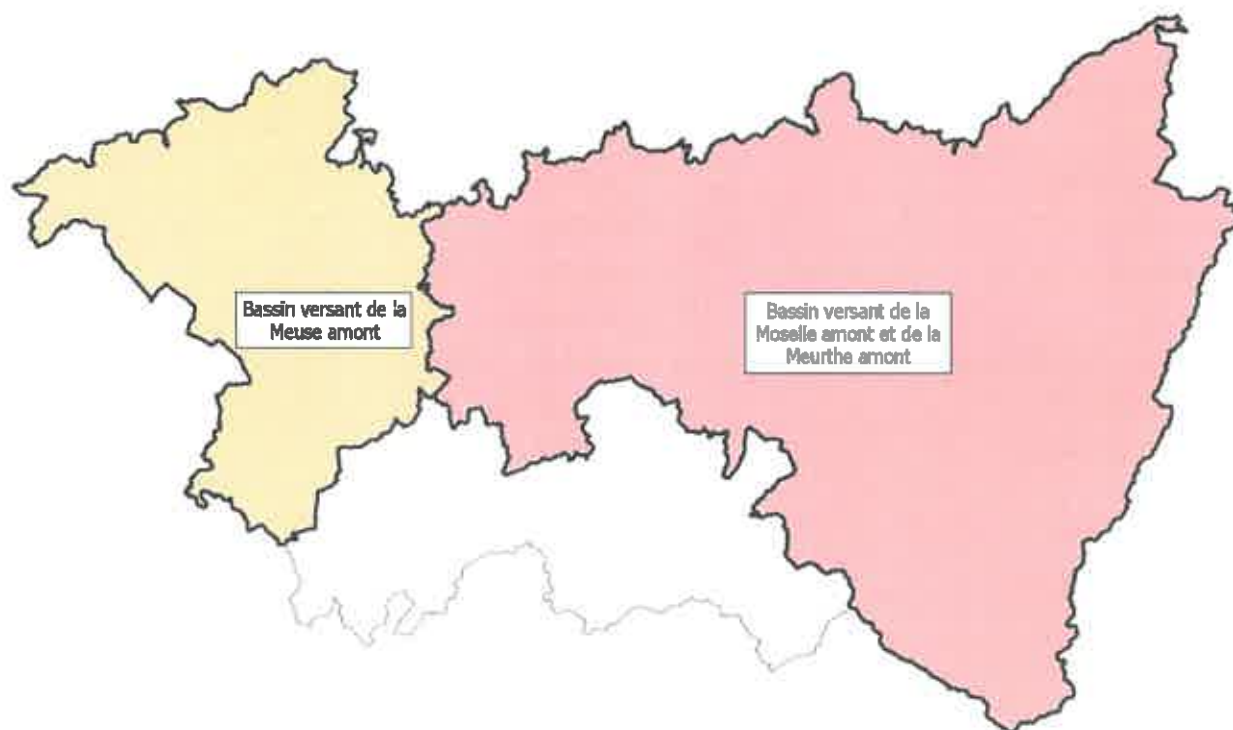 Bassin versant de la
Meuse amont
Bassin versant de la
Moselle amont et de la
Meurthe amont